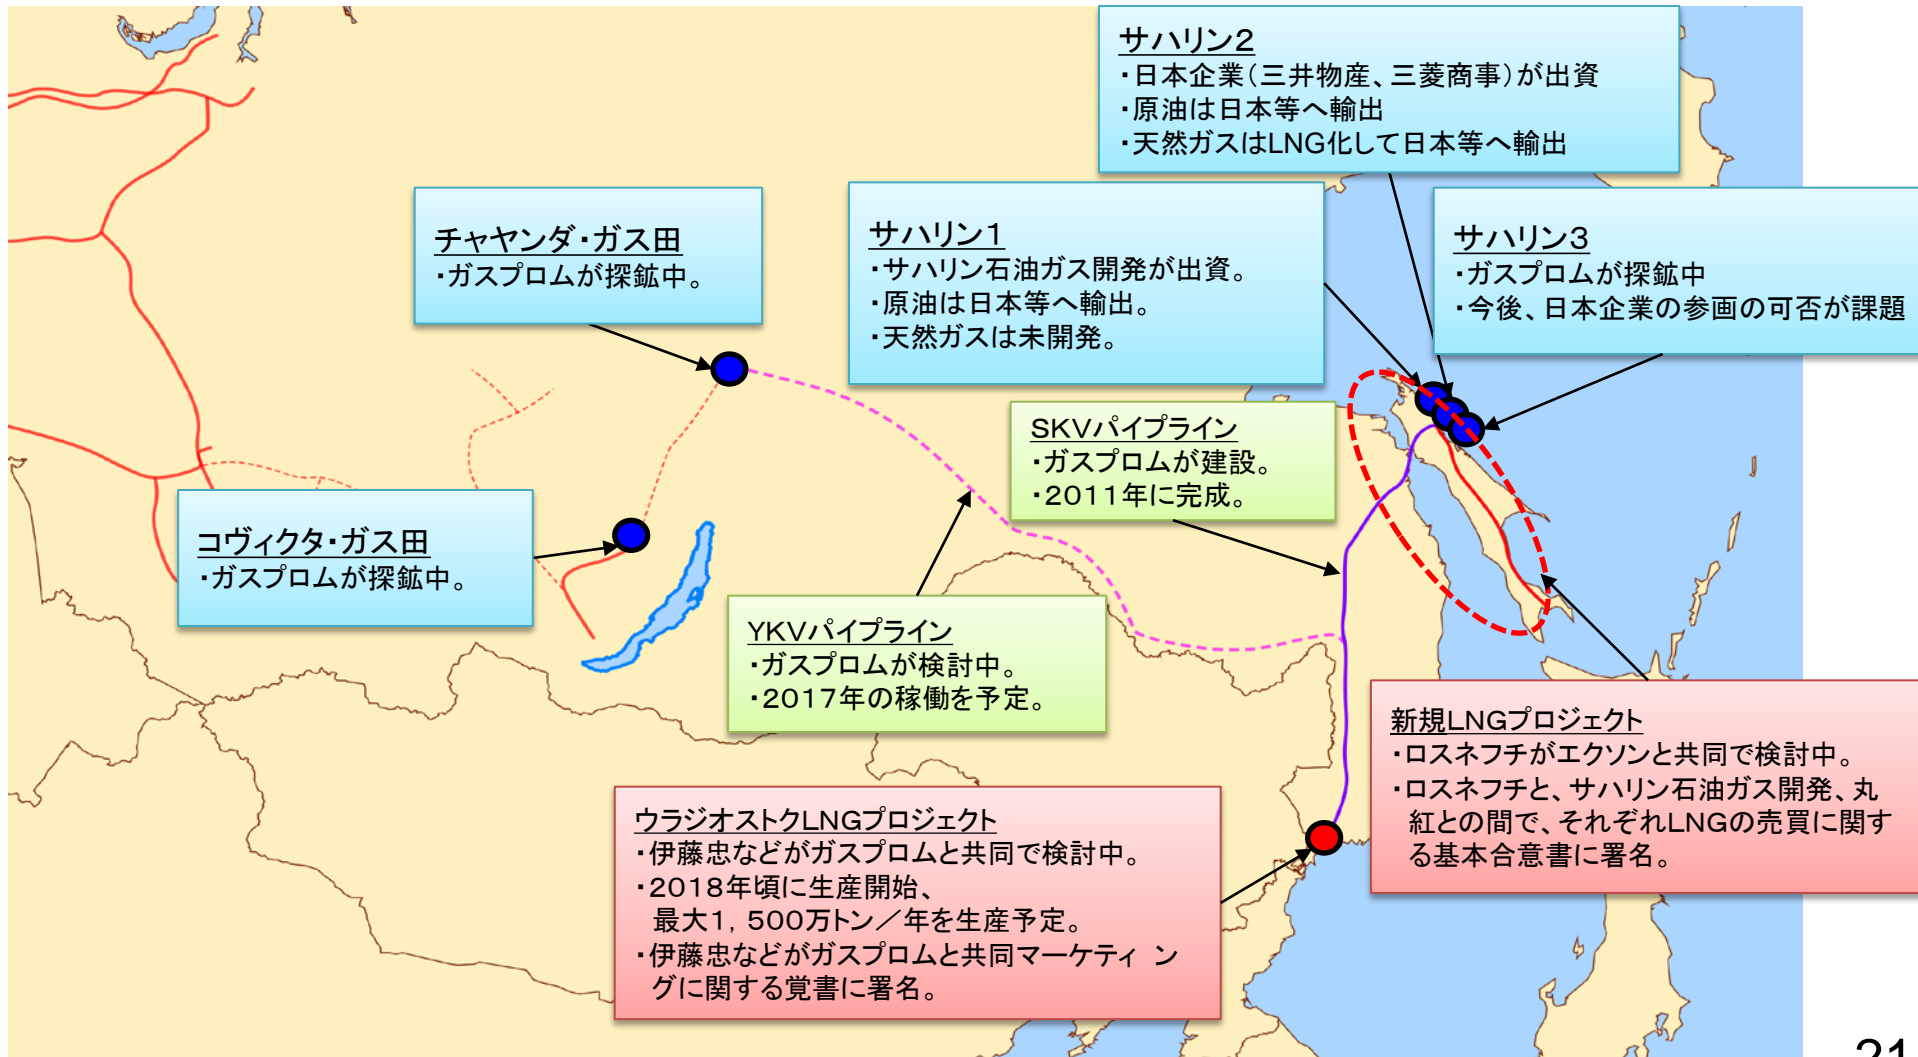 サハリン2
・日本企業(三井物産、三菱商事)が出資
・原油は日本等へ輸出
・天然ガスはLNG化して日本等へ輸出
チャヤンダ・ガス田
・ガスプロムが探鉱中。
サハリン1
・サハリン石油ガス開発が出資。
・原油は日本等へ輸出。
・天然ガスは未開発。
サハリン3
・ガスプロムが探鉱中
・今後、日本企業の参画の可否が課題
SKVパイプライン
・ガスプロムが建設。
・2011年に完成。
コヴィクタ・ガス田
・ガスプロムが探鉱中。
YKVパイプライン
・ガスプロムが検討中。
・2017年の稼働を予定。
新規LNGプロジェクト
・ロスネフチがエクソンと共同で検討中。
・ロスネフチと、サハリン石油ガス開発、丸
紅との間で、それぞれLNGの売買に関す
る基本合意書に署名。
ウラジオストクLNGプロジェクト
・伊藤忠などがガスプロムと共同で検討中。
・2018年頃に生産開始、
最大1,500万トン/年を生産予定。
・伊藤忠などがガスプロムと共同マーケティ ン
グに関する覚書に署名。
21